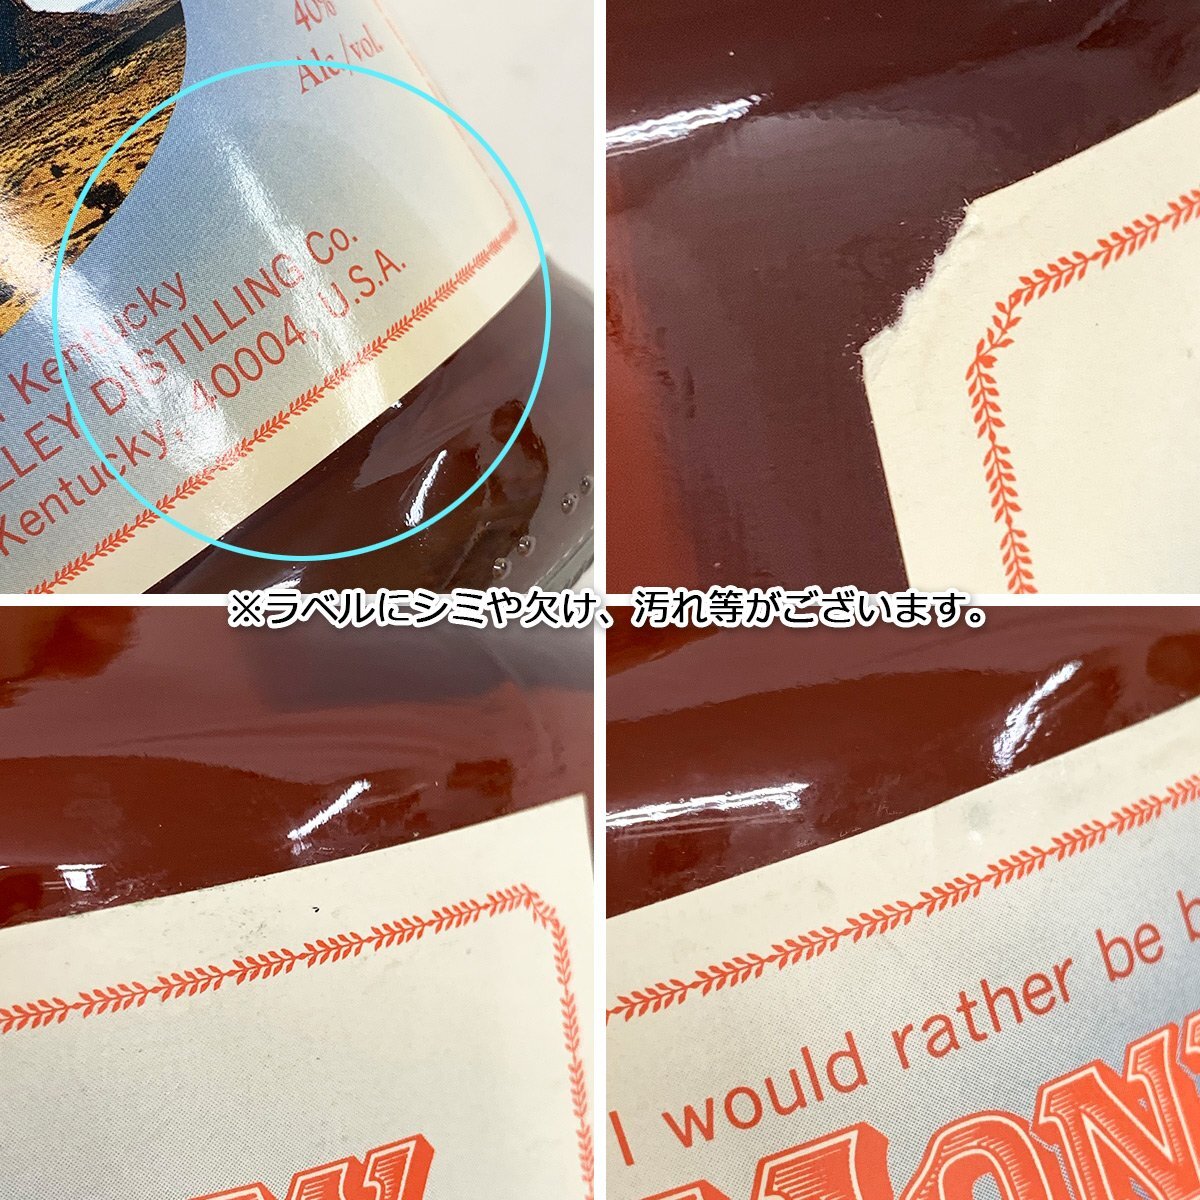 40%
Alc./vol.
Kentucky
LLEY DISTILLING Co.
Kentucky, 40004, U.S.A.
※ラベルにシミや欠け、汚れ等がございます。
I would rather be b